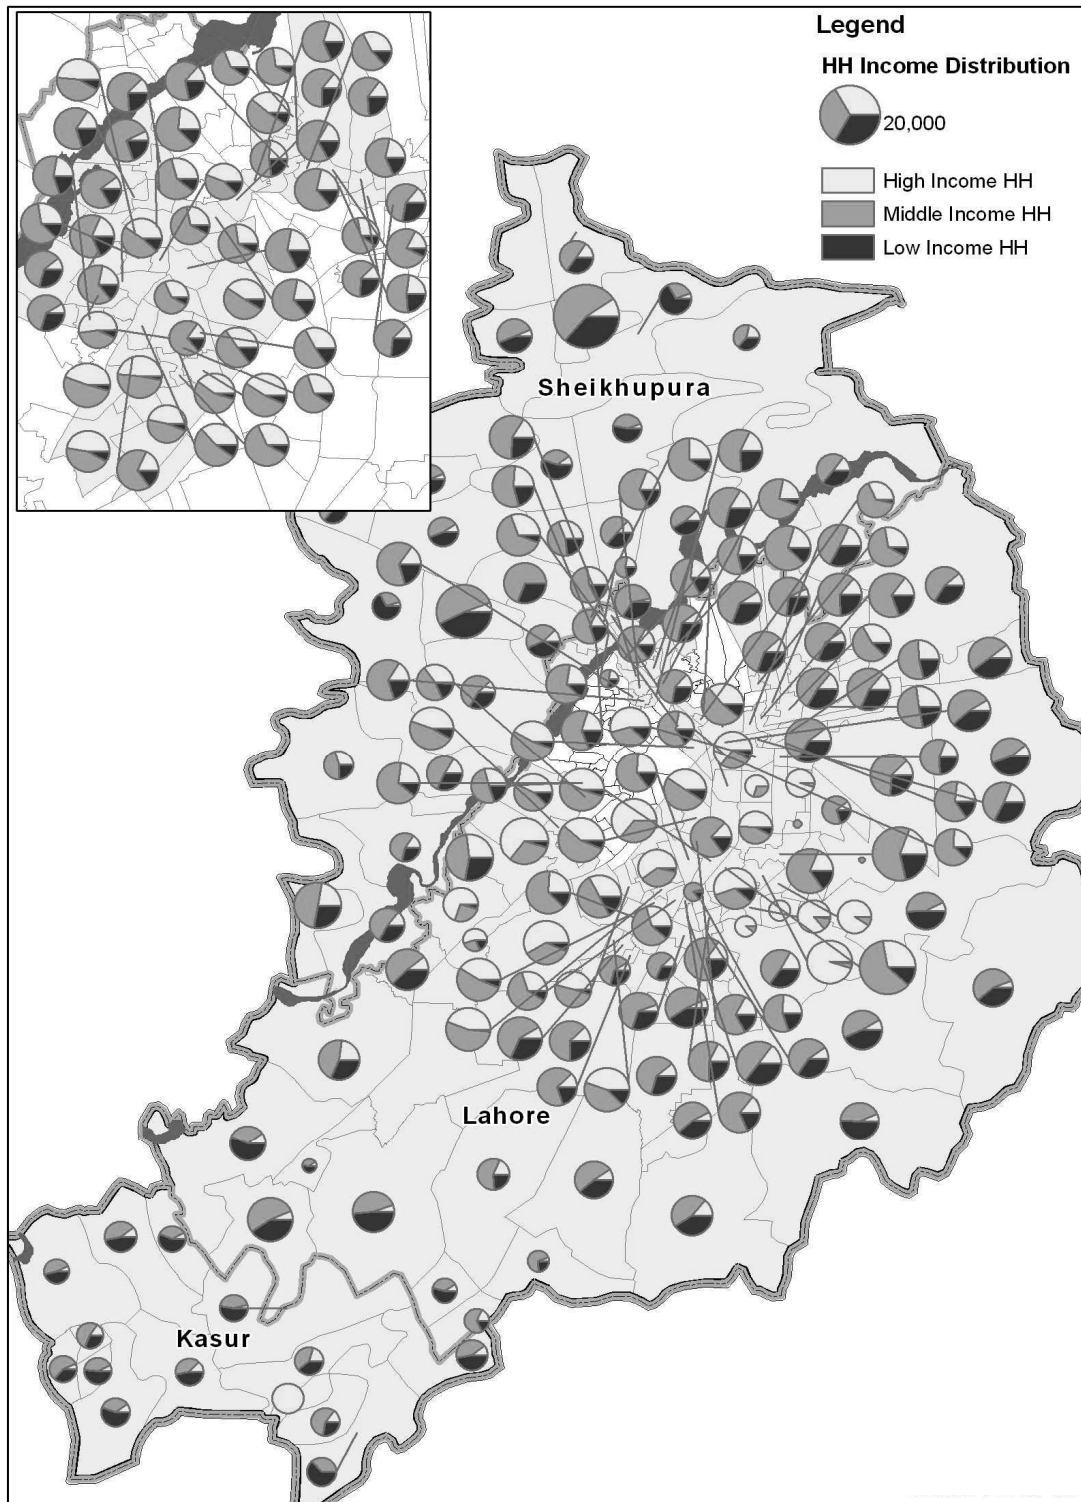 Legend
HH Income Distribution
20,000
High Income HH
Middle Income HH
Low Income HH
Sheikhupura
Lahore
Kasur